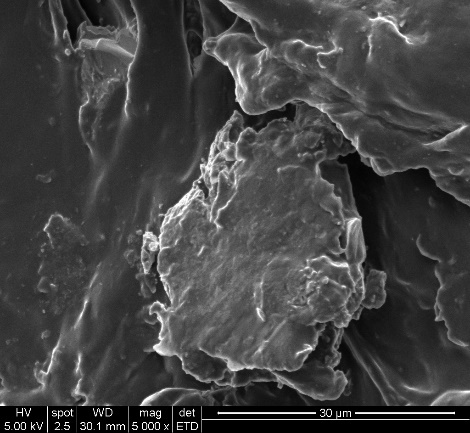 HV spot WD mag det
5.00 kV 2.5 30.1 mm 5 000 x ETD 30 µm